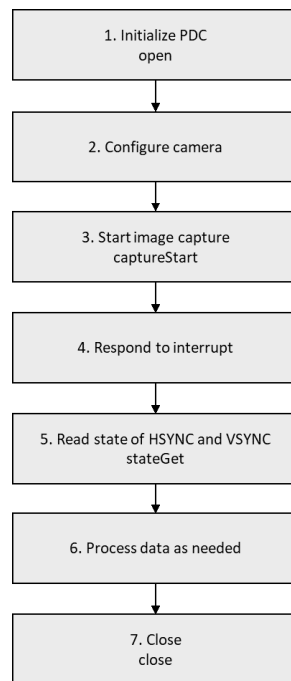 1. Initialize PDC
open
2. Configure camera
3. Start image capture
captureStart
4. Respond to interrupt
5. Read state of HSYNC and VSYNC
stateGet
6. Process data as needed
7. Close
close